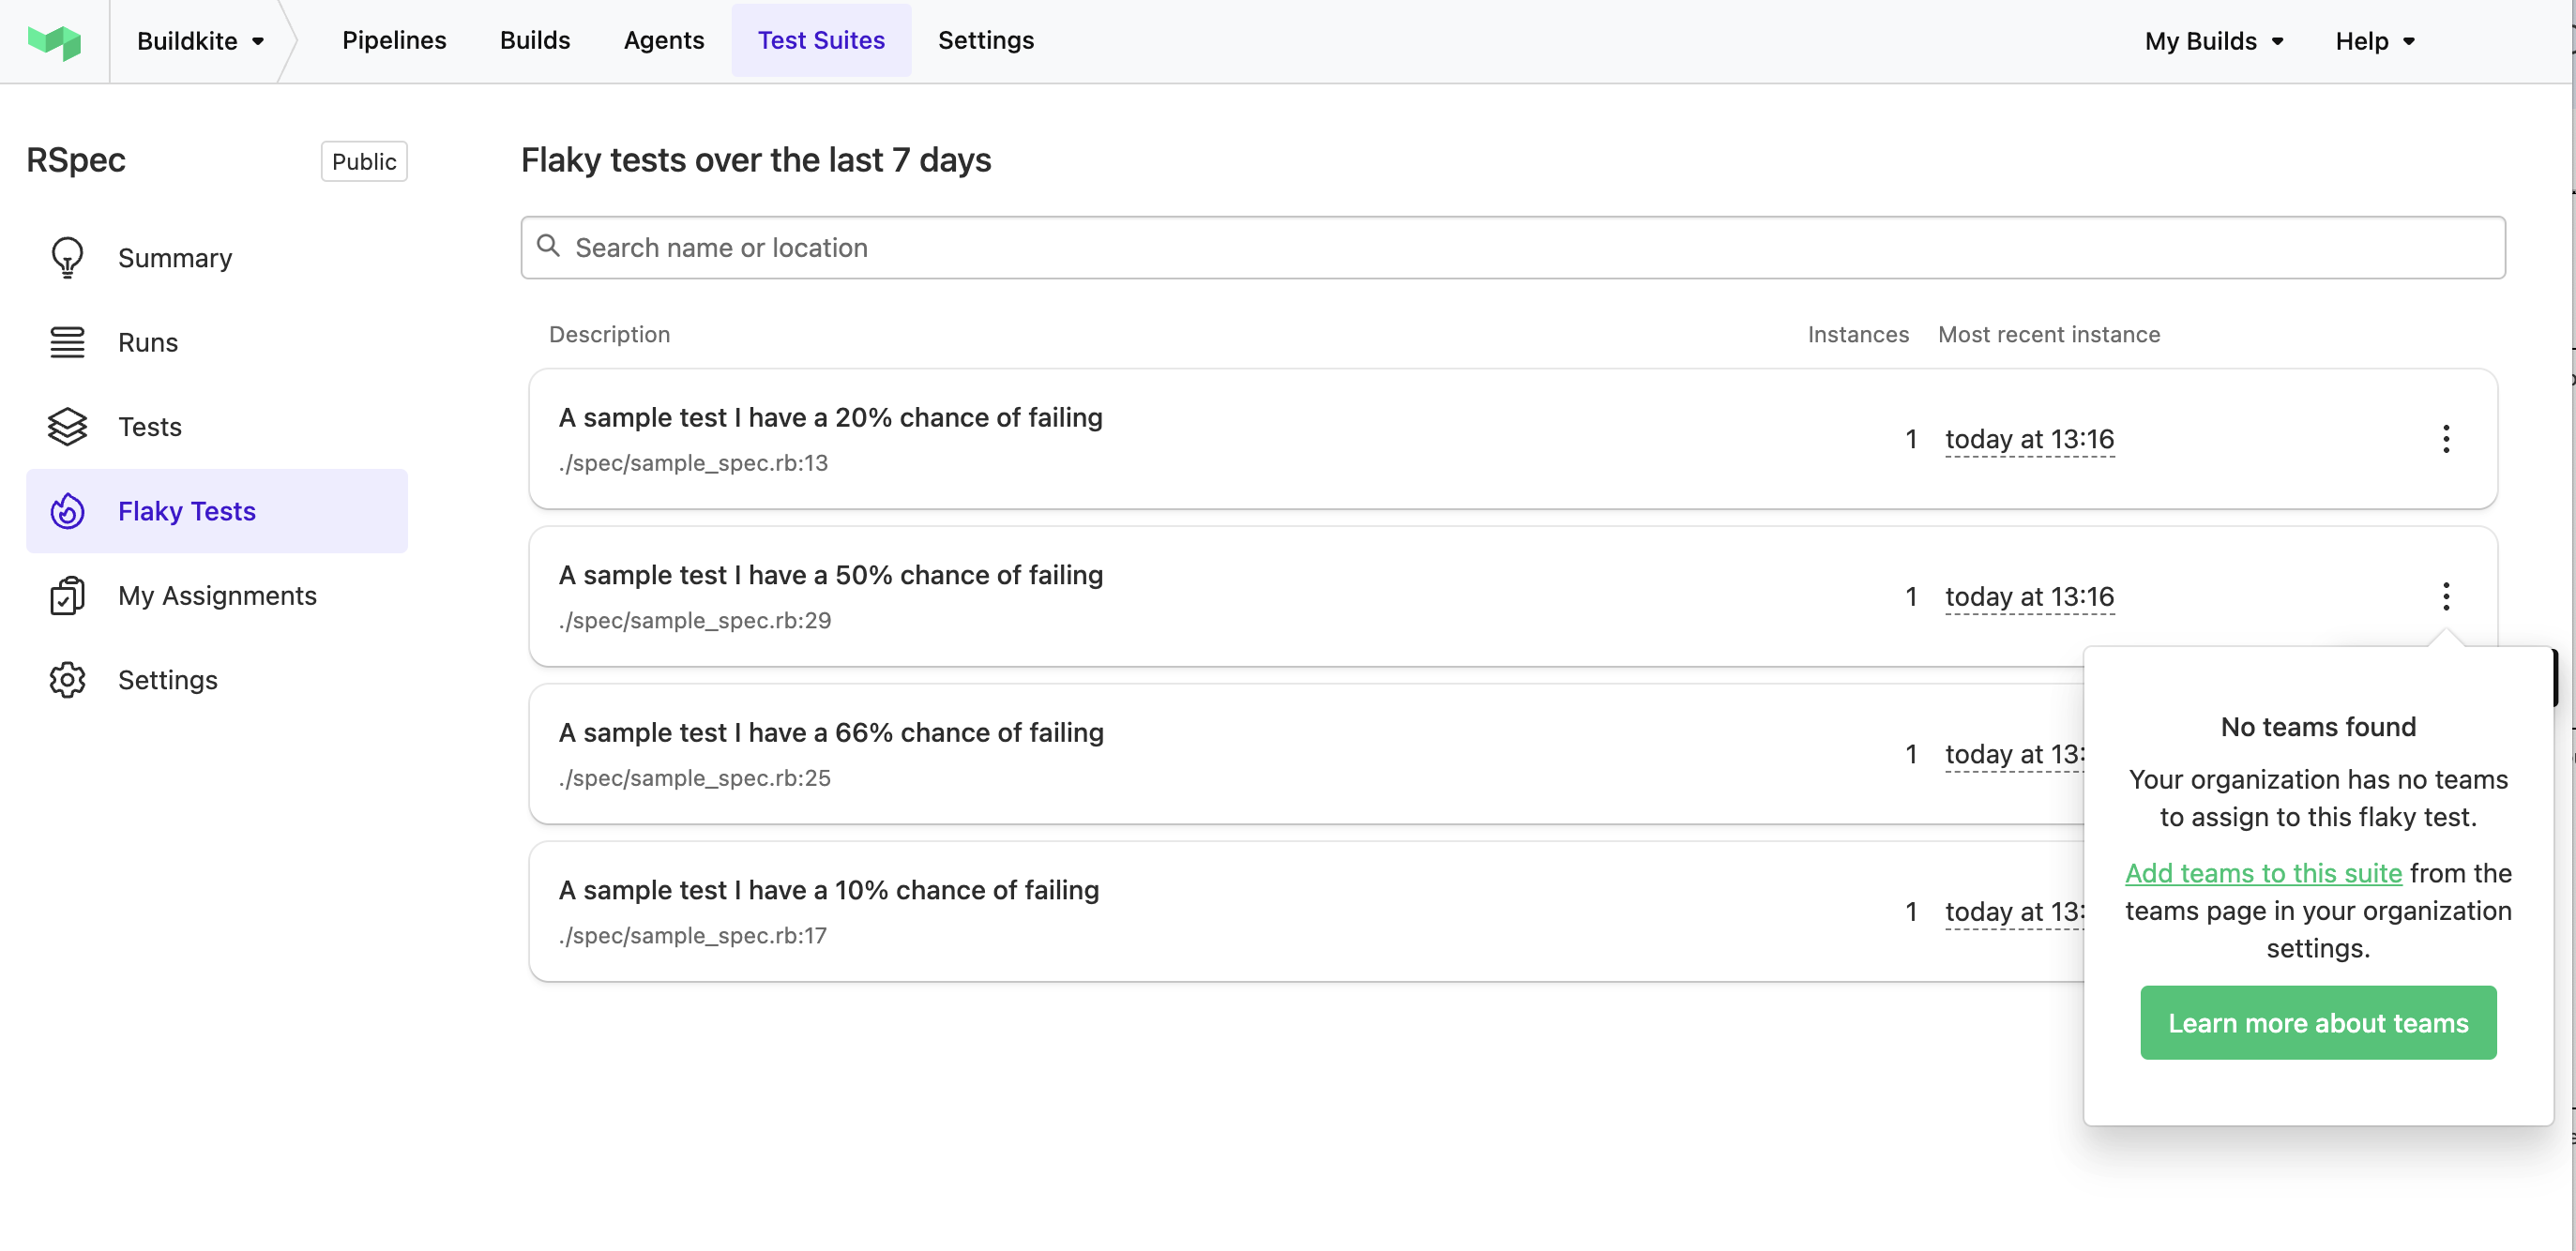 Buildkite
Pipelines
Builds
Agents
Test Suites
Settings
My Builds
Help
RSpec
Public
Summary
Runs
Tests
Flaky Tests
My Assignments
Settings
Flaky tests over the last 7 days
Search name or location
Description
Instances
Most recent instance
A sample test I have a 20% chance of failing
./spec/sample_spec.rb:13
1
today at 13:16
A sample test I have a 50% chance of failing
./spec/sample_spec.rb:29
1
today at 13:16
A sample test I have a 66% chance of failing
./spec/sample_spec.rb:25
1
today at 13:
A sample test I have a 10% chance of failing
./spec/sample_spec.rb:17
1
today at 13:
No teams found
Your organization has no teams
to assign to this flaky test.
Add teams to this suite from the
teams page in your organization
settings.
Learn more about teams